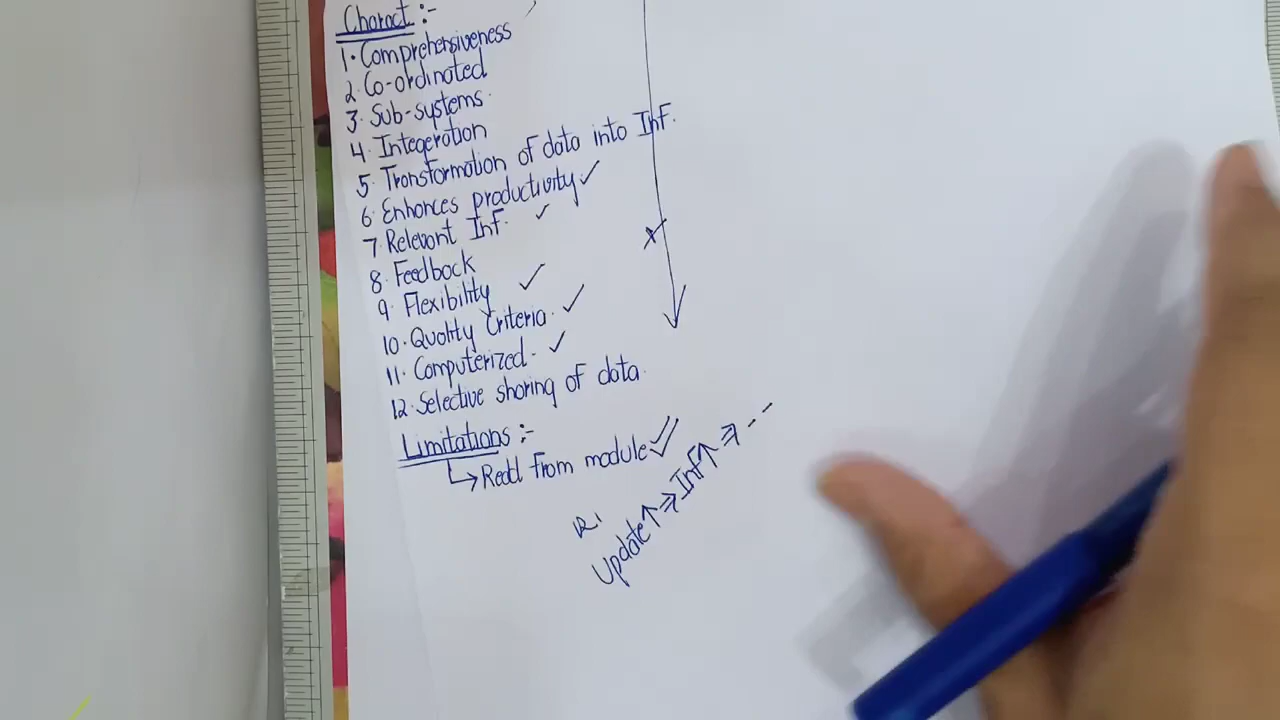 Charact :-
1. Comprehensiveness
2. Co-ordinated
3. Sub-systems.
4. Integeration
5. Transformation of data into Inf.
6. Enhances productivity ✓
7. Relevant Inf. ✓
8. Feedback
9. Flexibility ✓
10. Quality Criteria. ✓
11. Computerized. ✓
12. Selective sharing of data.
Limitations :-
↳ Read from module ✓✓
Update↑ ⇒ Inf↑ ⇒ - -